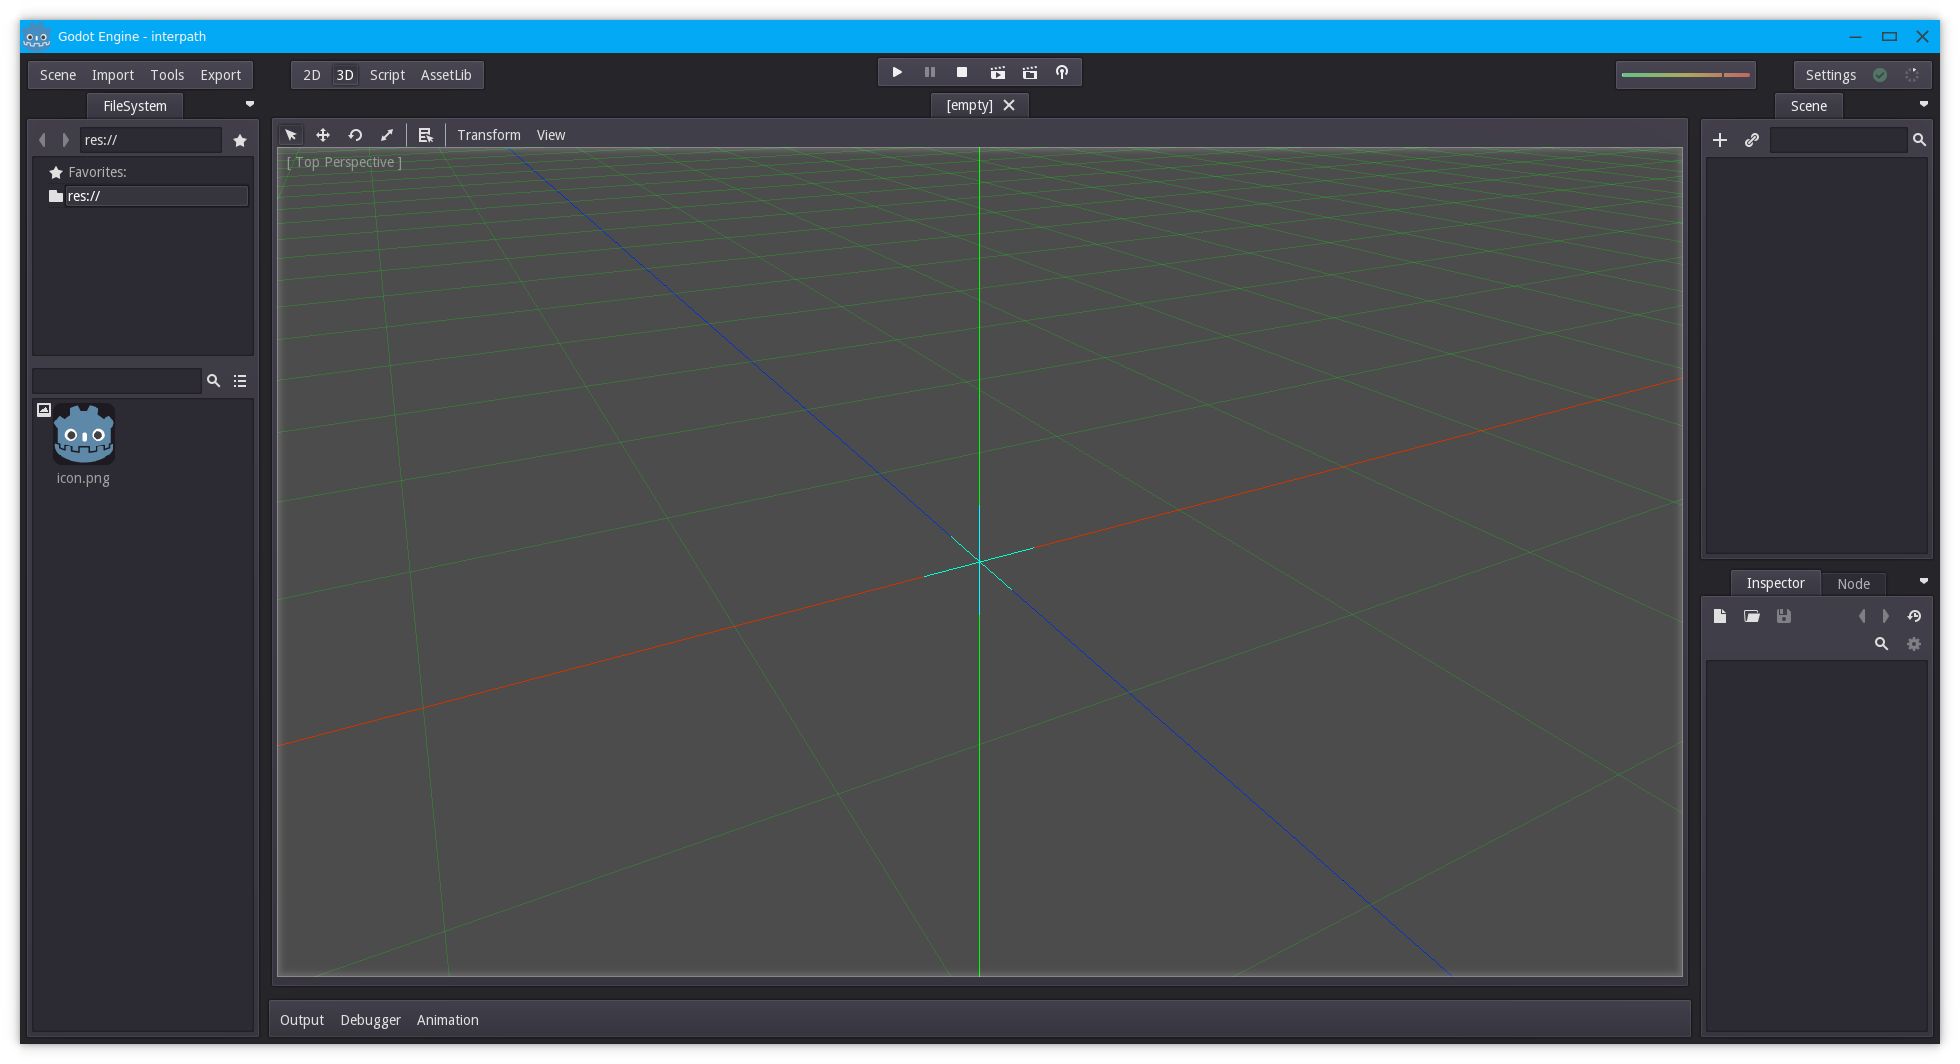 Godot Engine - interpath
Scene Import Tools Export
2D 3D Script AssetLib
Settings
FileSystem
[empty]
Scene
res://
Transform View
[ Top Perspective ]
Favorites:
res://
icon.png
Inspector Node
Output Debugger Animation